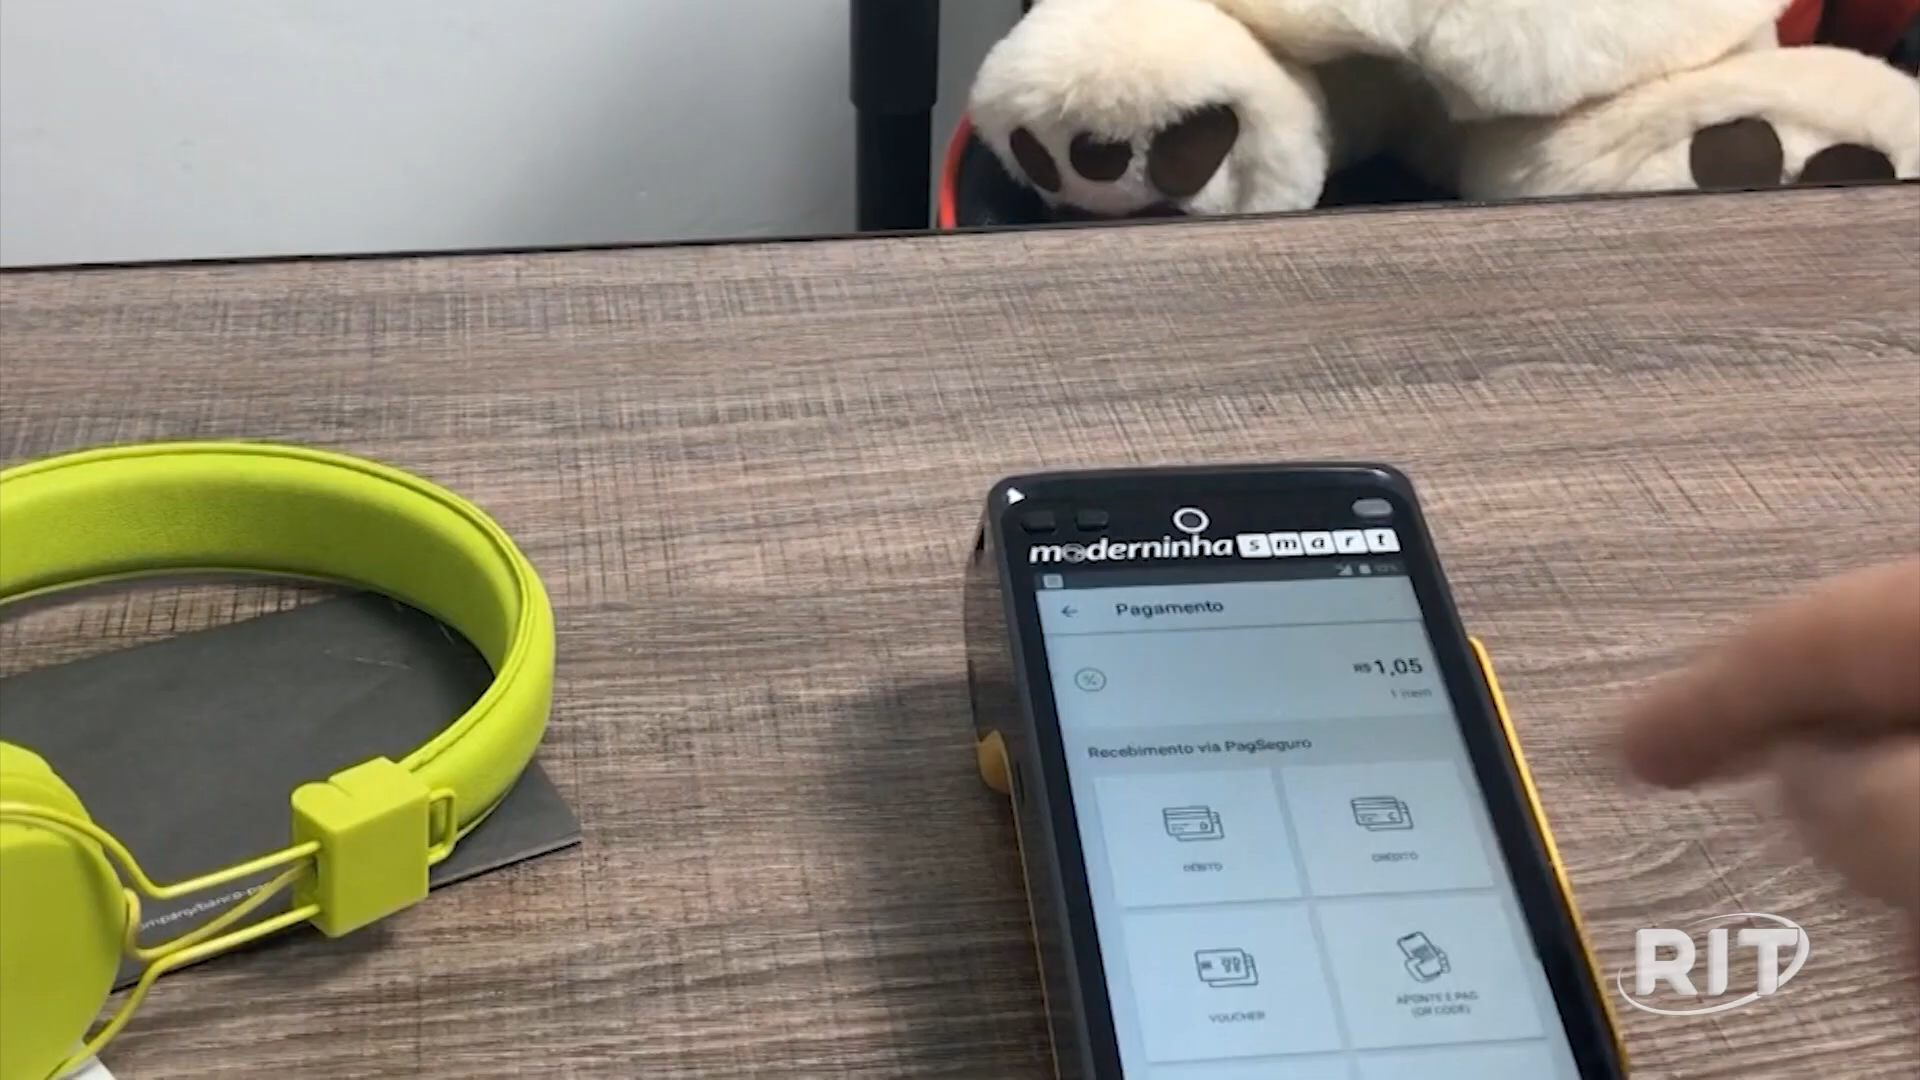 moderninha smart
Pagamento
R$ 1,05
1 item
Recebimento via PagSeguro
DÉBITO
CRÉDITO
VOUCHER
APONTE E PAG
(QR CODE)
RIT